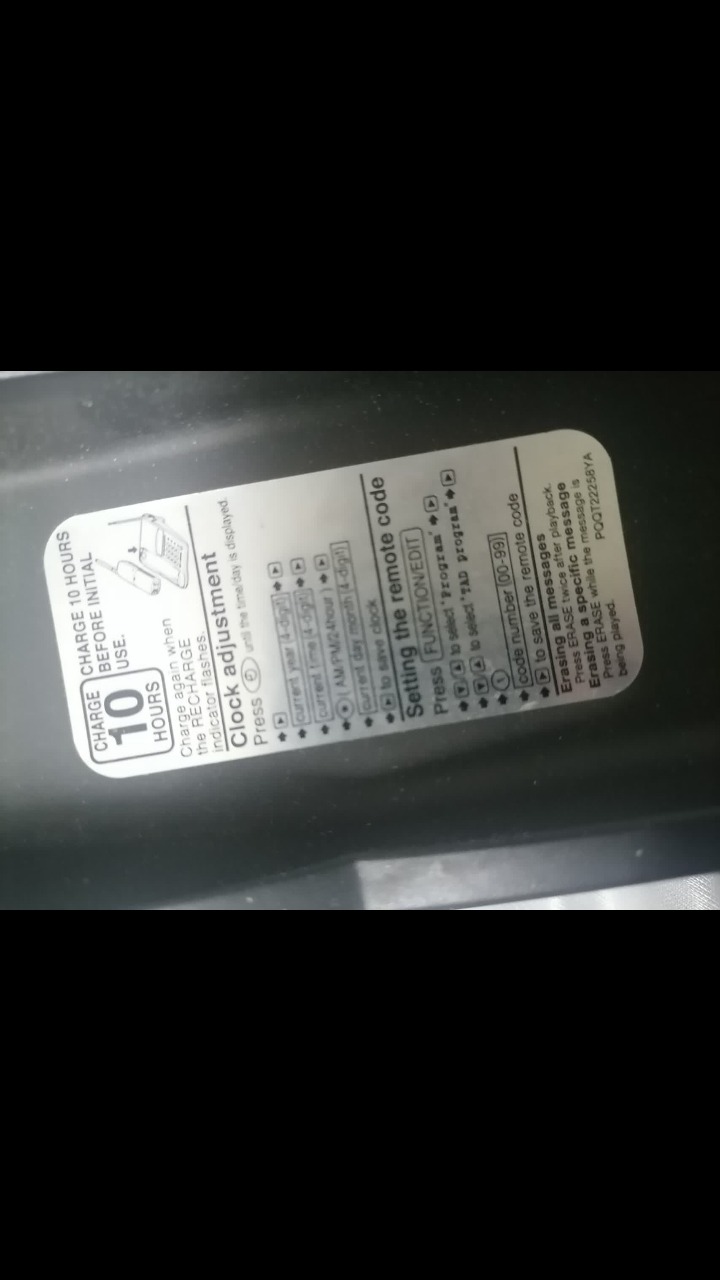 CHARGE
10
HOURS
CHARGE 10 HOURS
BEFORE INITIAL
USE.
Charge again when
the RECHARGE
indicator flashes.
Clock adjustment
Press until the time/day is displayed.
➡ ▶
➡ current year (4-digit) ➡ ▶
➡ current time (4-digit) ➡ ▶
➡ (AM/PM/24hour) ➡ ▶
➡ current day month (4-digit)
➡ ▶ to save clock
Setting the remote code
Press FUNCTION/EDIT ➡ ▶
➡ ▼/▲ to select "Program" ➡ ▶
➡ ▼/▲ to select "TAD program" ➡ ▶
➡ 1
➡ code number (00-99)
➡ ▶ to save the remote code
Erasing all messages
Press ERASE twice after playback.
Erasing a specific message
Press ERASE while the message is
being played.
PQQT22258YA